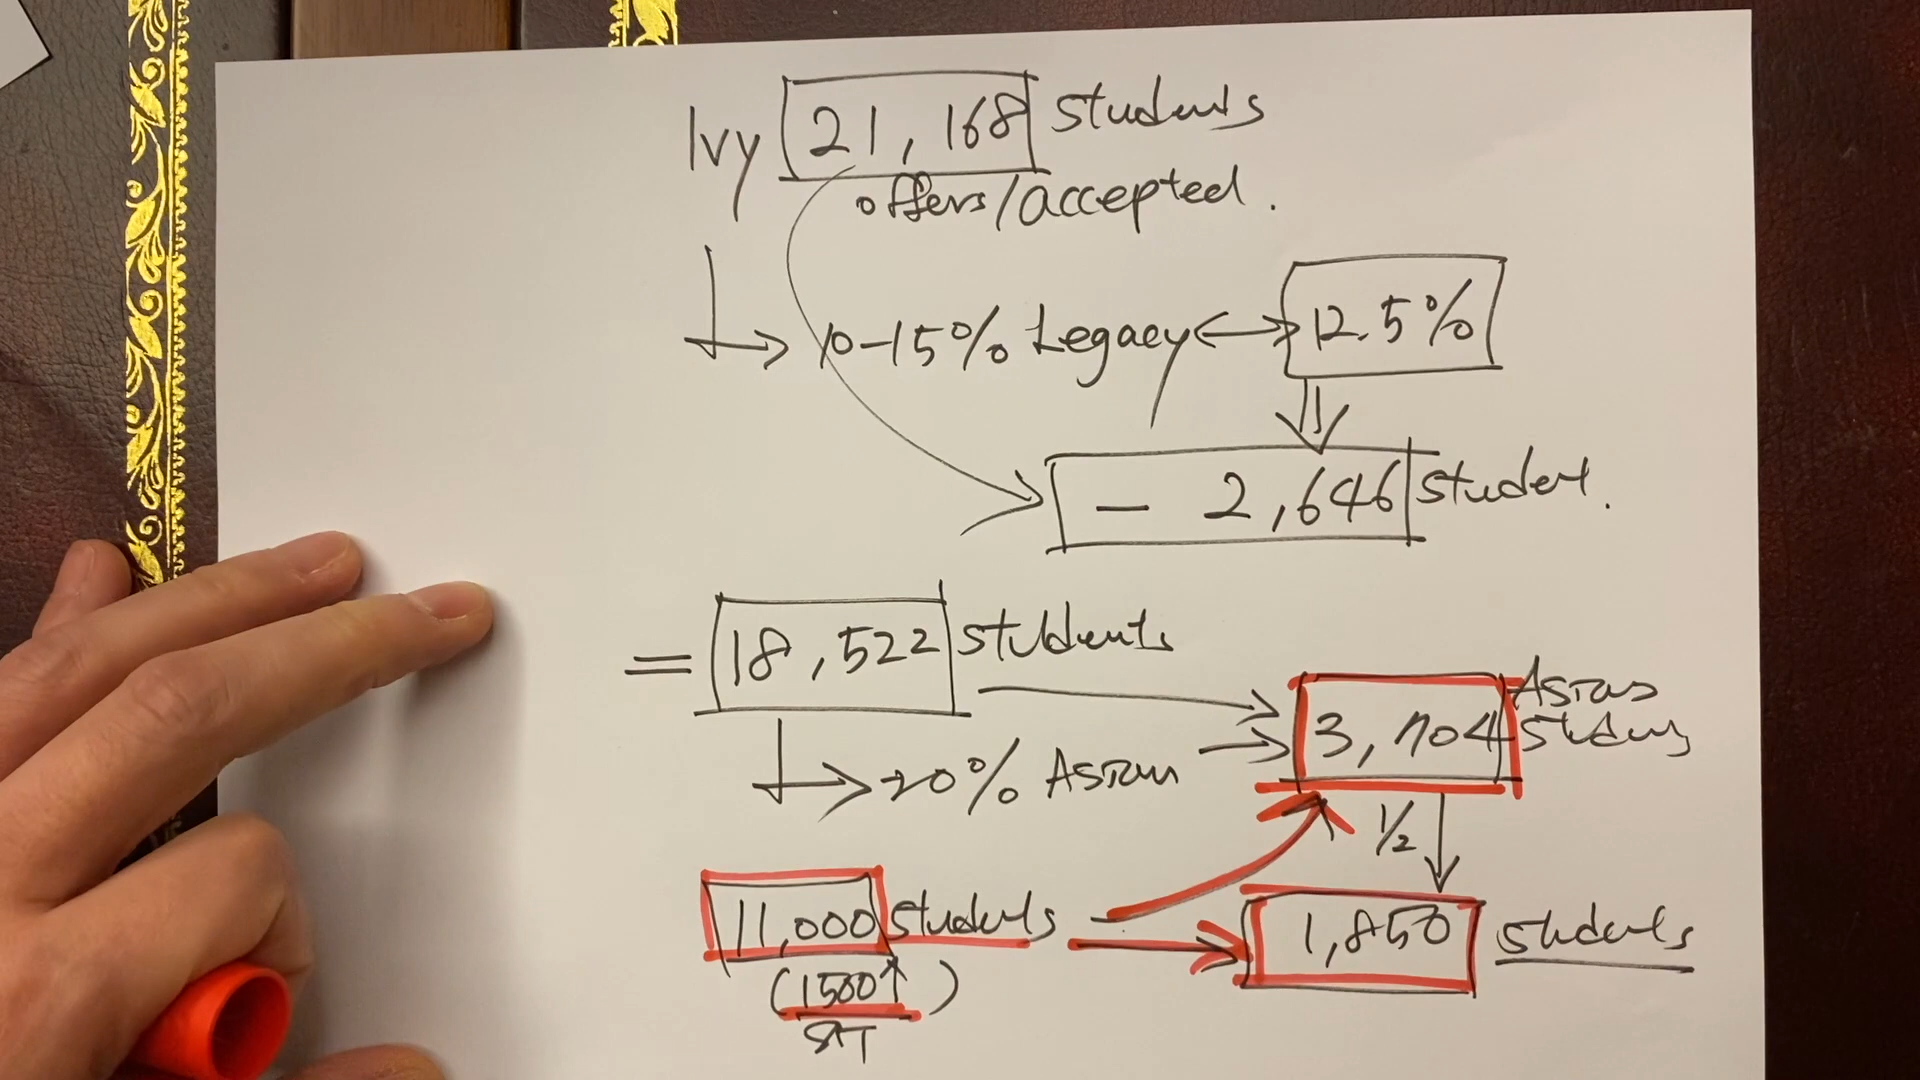 Ivy 21,168 students
offers/accepted.
10-15% Legacy 12.5%
- 2,646 student.
= 18,522 students
Asian
3,704 students
20% Asian
1/2
11,000 students
1,850 students
(1500↑)
SAT